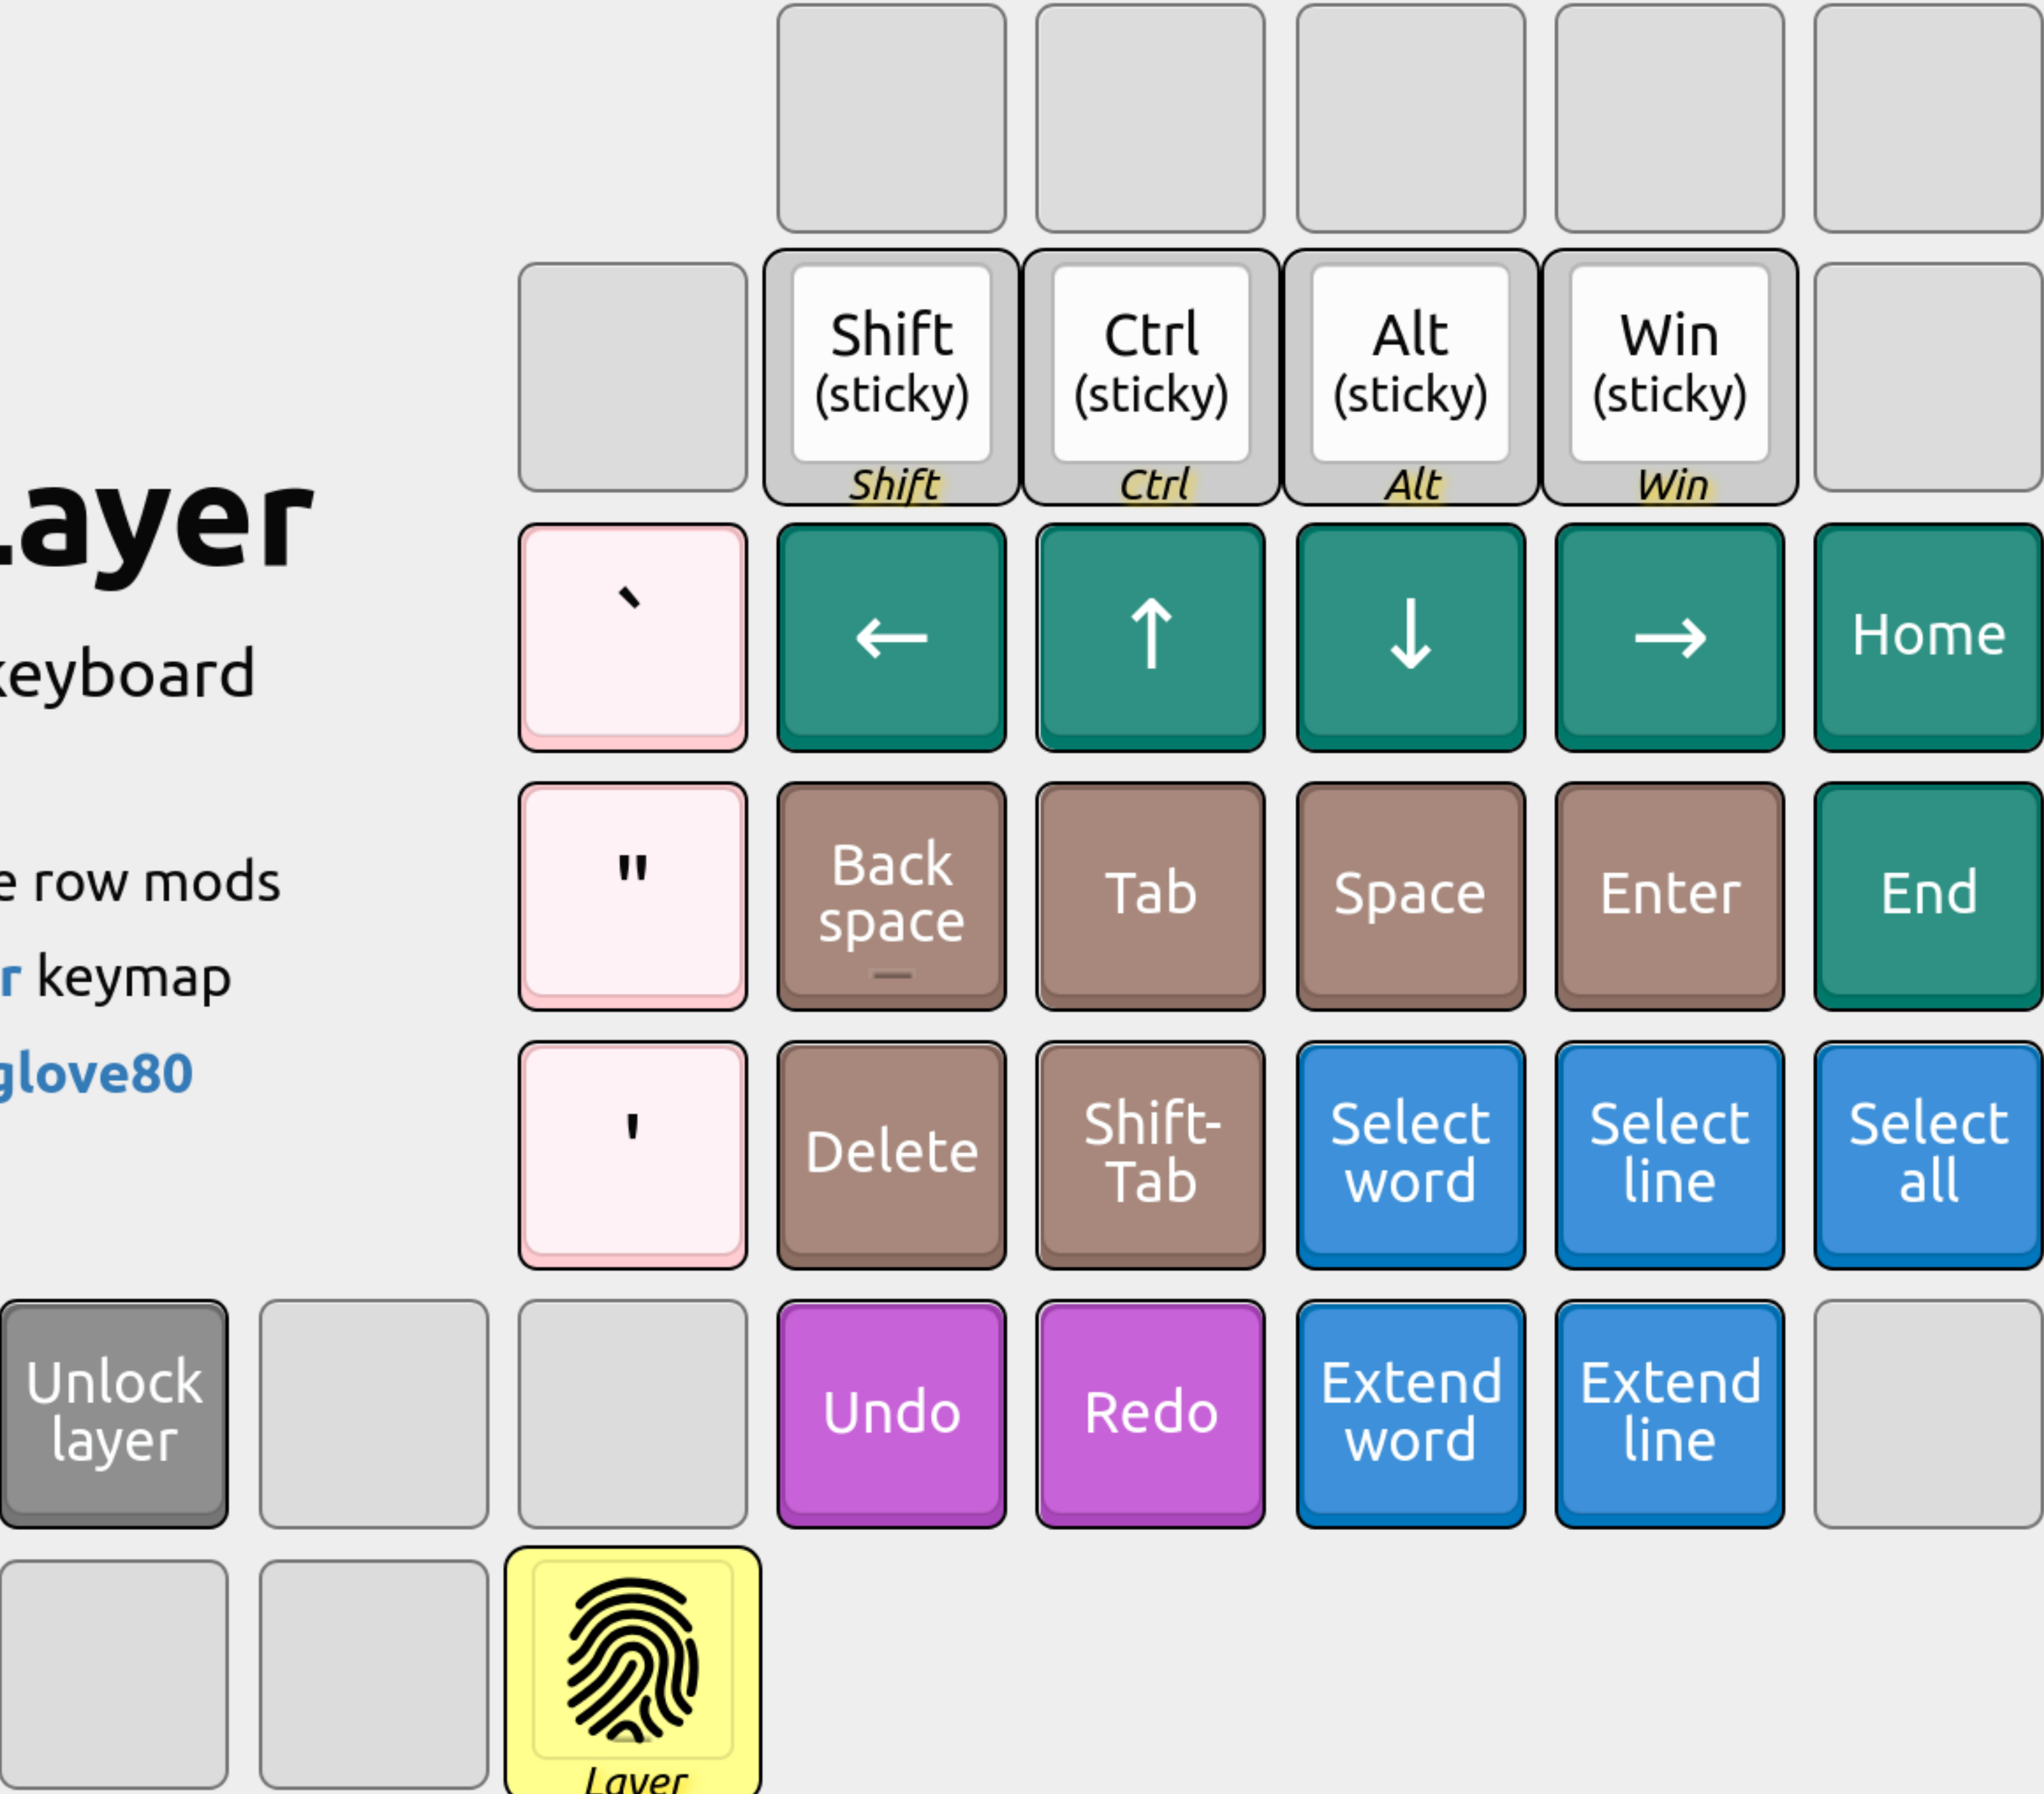 Shift
(sticky)
Shift
Ctrl
(sticky)
Ctrl
Alt
(sticky)
Alt
Win
(sticky)
Win
ayer
keyboard
`
←
↑
↓
→
Home
e row mods
r keymap
"
Back
space
Tab
Space
Enter
End
glove80
'
Delete
Shift-
Tab
Select
word
Select
line
Select
all
Unlock
layer
Undo
Redo
Extend
word
Extend
line
Layer